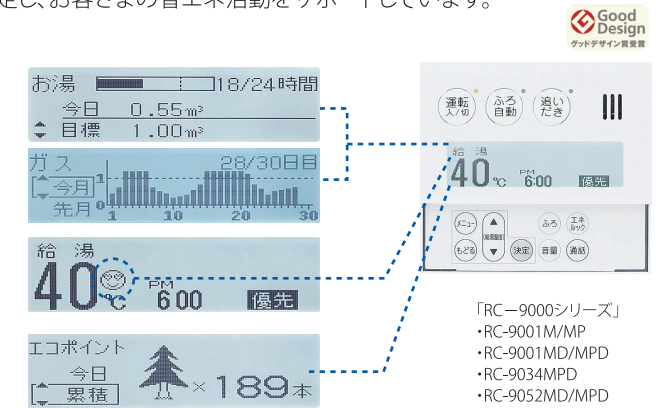 定し、お客さまの省エネ活動をサポートしています。
Good
Design
グッドデザイン賞受賞
お湯 18/24時間
今日 0.55m³
目標 1.00m³
ガス 28/30日目
今月 1
先月 0
1 10 20 30
給湯
40℃ PM 6:00 優先
エコポイント
今日
累積 × 189本
運転
入/切
ふろ
自動
追い
だき
給湯
40℃ PM 6:00 優先
メニュー ▲ ふろ エネ
ルック
もどる ▼ 決定 音量 通話
「RC－9000シリーズ」
・RC-9001M/MP
・RC-9001MD/MPD
・RC-9034MPD
・RC-9052MD/MPD